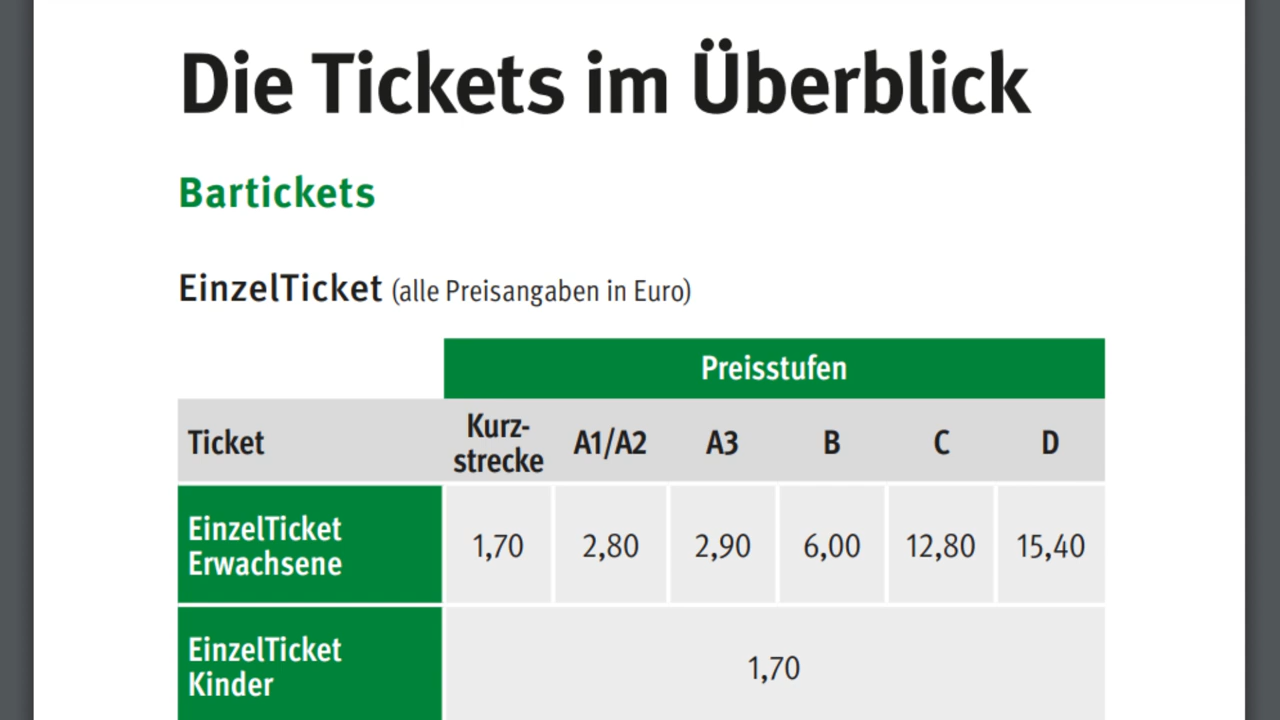 Die Tickets im Überblick
Bartickets
EinzelTicket (alle Preisangaben in Euro)
Preisstufen
Ticket Kurz-strecke A1/A2 A3 B C D
EinzelTicket Erwachsene 1,70 2,80 2,90 6,00 12,80 15,40
EinzelTicket Kinder 1,70